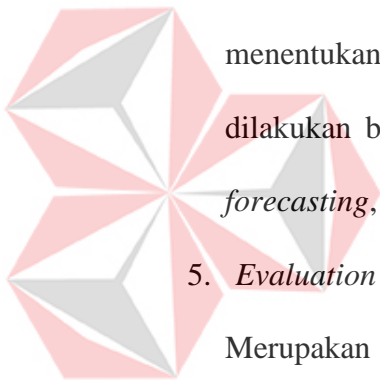 menentukan
dilakukan b
forecasting,
5. Evaluation
Merupakan